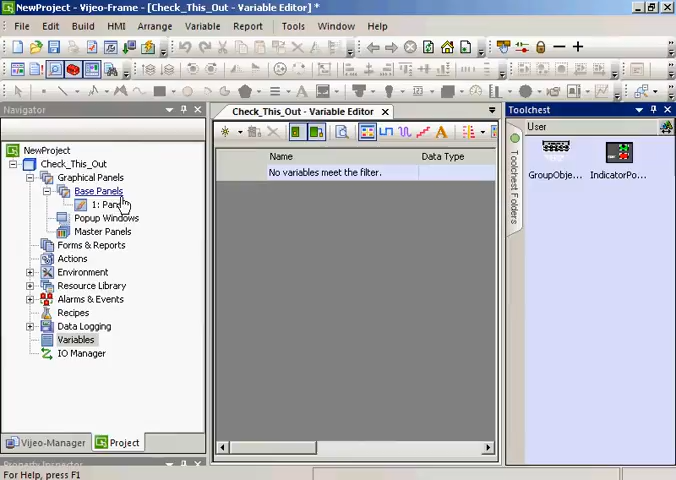 NewProject - Vijeo-Frame - [Check_This_Out - Variable Editor] *
File Edit Build HMI Arrange Variable Report Tools Window Help
Navigator
NewProject
Check_This_Out
Graphical Panels
Base Panels
1: Pan
Popup Windows
Master Panels
Forms & Reports
Actions
Environment
Resource Library
Alarms & Events
Recipes
Data Logging
Variables
IO Manager
Vijeo-Manager Project
For Help, press F1
Check_This_Out - Variable Editor
Name Data Type
No variables meet the filter.
Toolchest
Toolchest Folders
User
GroupObje... IndicatorPo...